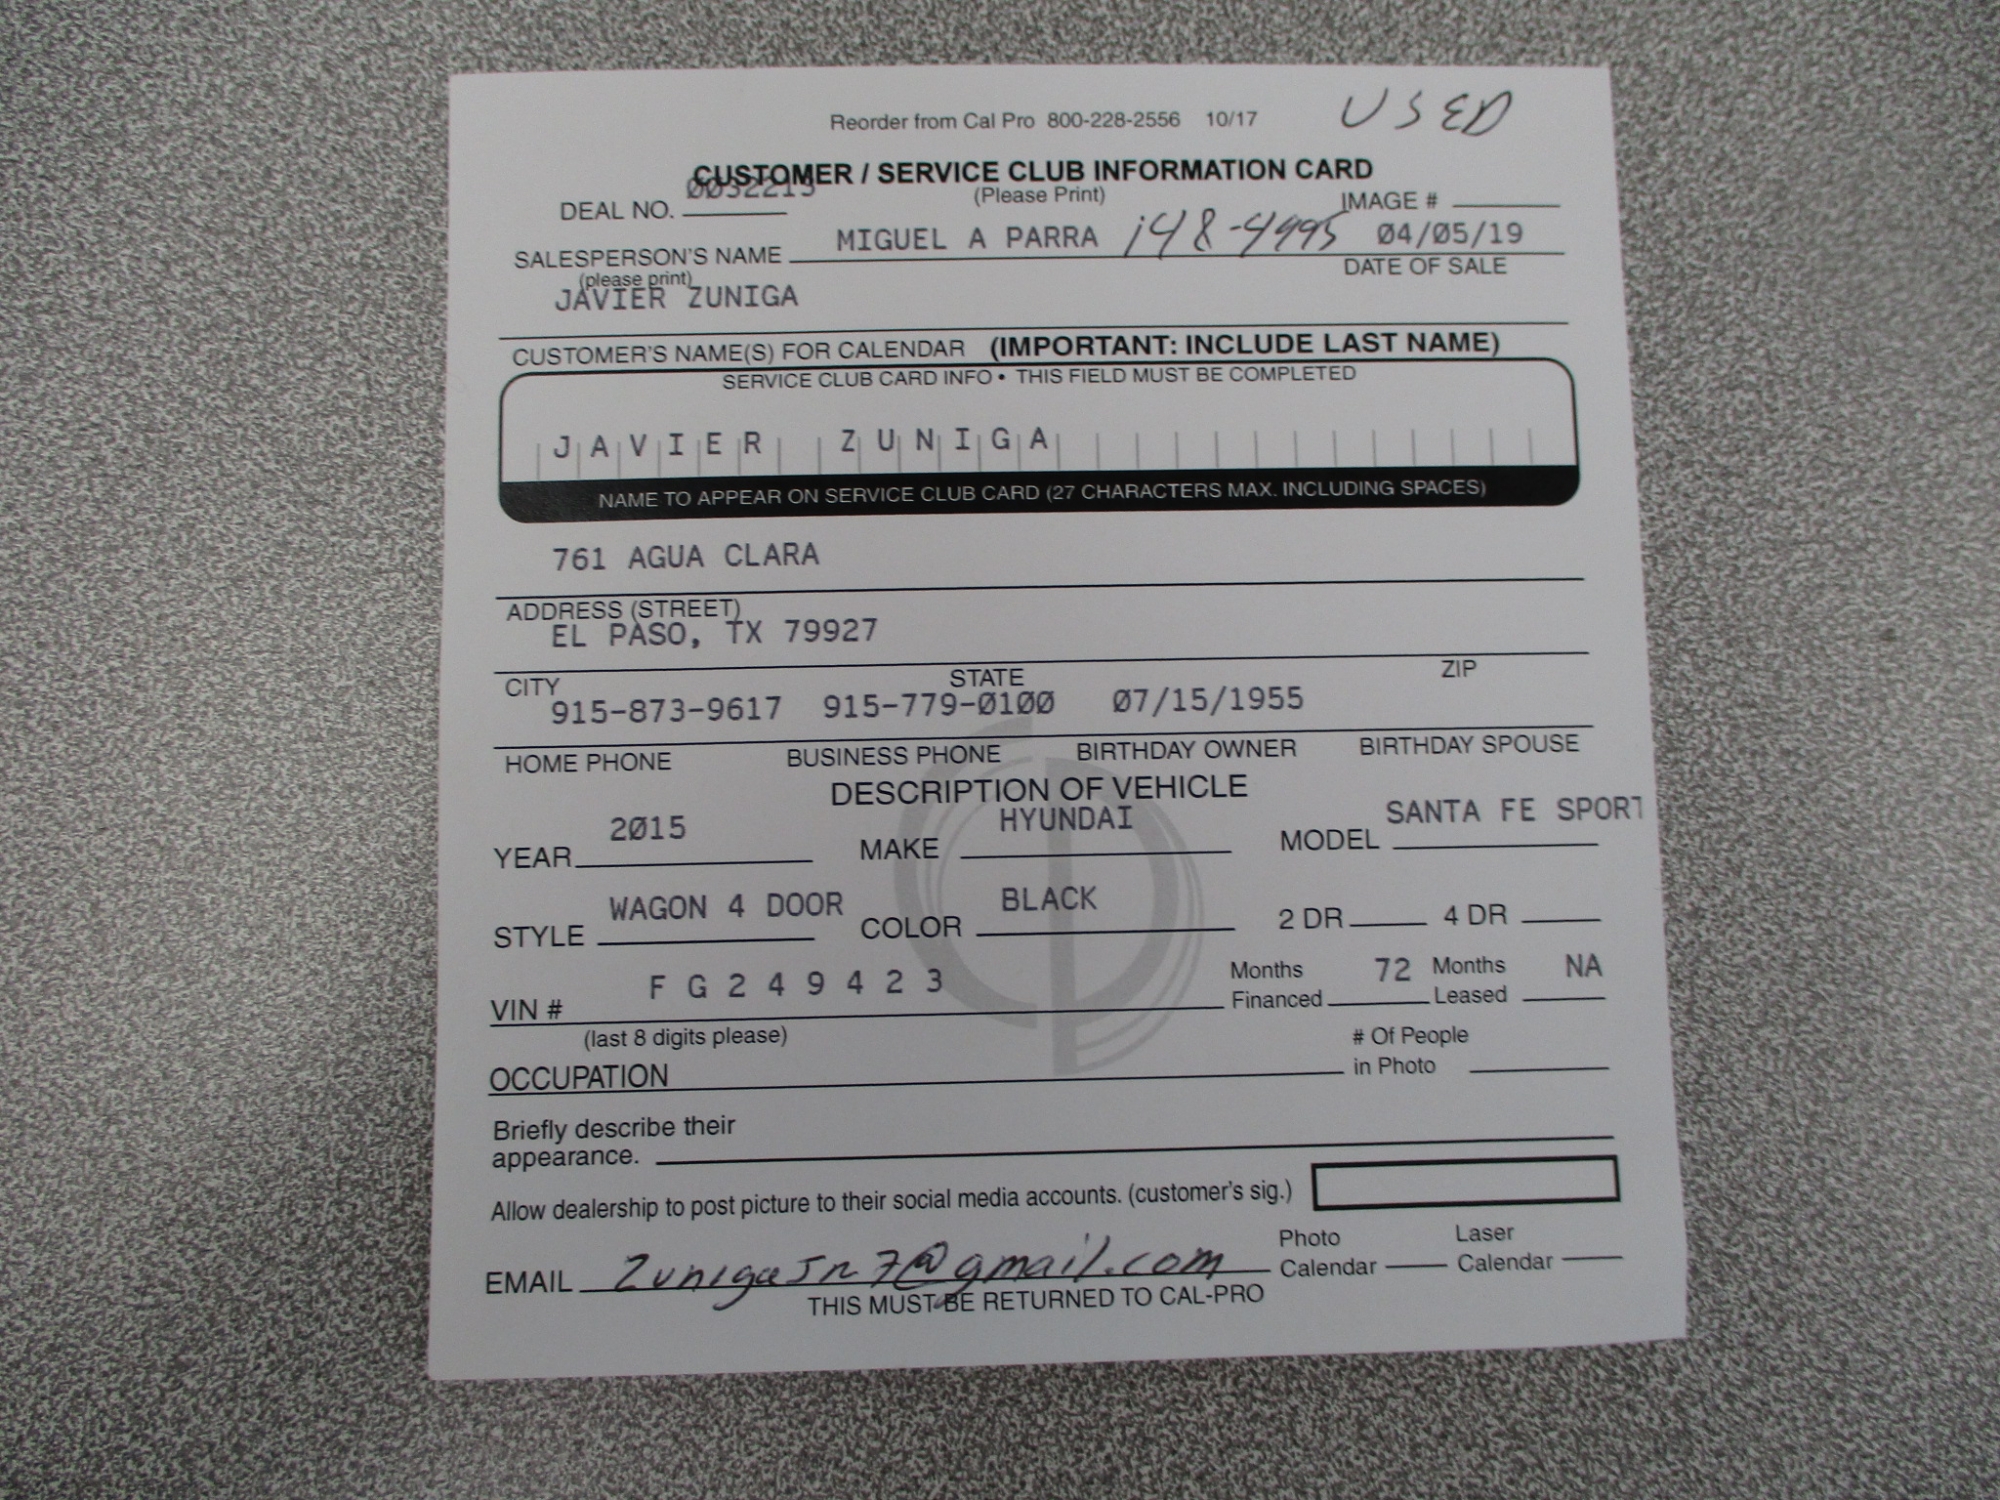 Reorder from Cal Pro 800-228-2556 10/17 USED
CUSTOMER / SERVICE CLUB INFORMATION CARD
DEAL NO. 0032213 (Please Print) IMAGE #
SALESPERSON'S NAME MIGUEL A PARRA 148-4995 04/05/19
(please print) DATE OF SALE
JAVIER ZUNIGA
CUSTOMER'S NAME(S) FOR CALENDAR (IMPORTANT: INCLUDE LAST NAME)
SERVICE CLUB CARD INFO • THIS FIELD MUST BE COMPLETED
JAVIER ZUNIGA
NAME TO APPEAR ON SERVICE CLUB CARD (27 CHARACTERS MAX. INCLUDING SPACES)
761 AGUA CLARA
ADDRESS (STREET)
EL PASO, TX 79927
CITY STATE ZIP
915-873-9617 915-779-0100 07/15/1955
HOME PHONE BUSINESS PHONE BIRTHDAY OWNER BIRTHDAY SPOUSE
DESCRIPTION OF VEHICLE
YEAR 2015 MAKE HYUNDAI MODEL SANTA FE SPORT
STYLE WAGON 4 DOOR COLOR BLACK 2 DR 4 DR
VIN # F G 2 4 9 4 2 3 Months Financed 72 Months Leased NA
(last 8 digits please)
OCCUPATION # Of People in Photo
Briefly describe their
appearance.
Allow dealership to post picture to their social media accounts. (customer's sig.)
EMAIL ZunigaJr7@gmail.com Photo Calendar Laser Calendar
THIS MUST BE RETURNED TO CAL-PRO